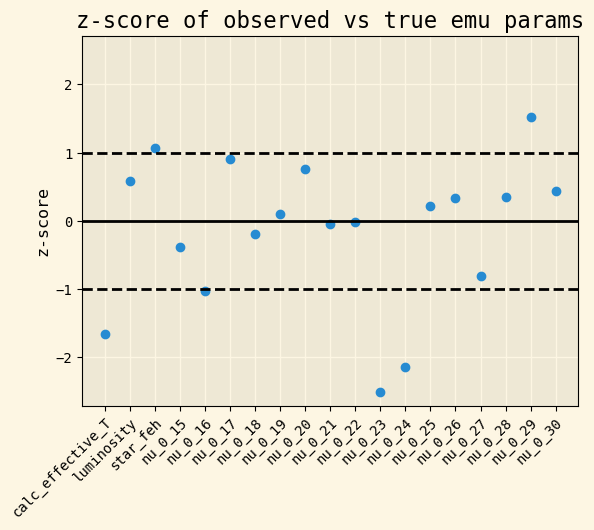 z-score of observed vs true emu params
z-score
2
1
0
−1
−2
calc_effective_T
luminosity
star_feh
nu_0_15
nu_0_16
nu_0_17
nu_0_18
nu_0_19
nu_0_20
nu_0_21
nu_0_22
nu_0_23
nu_0_24
nu_0_25
nu_0_26
nu_0_27
nu_0_28
nu_0_29
nu_0_30